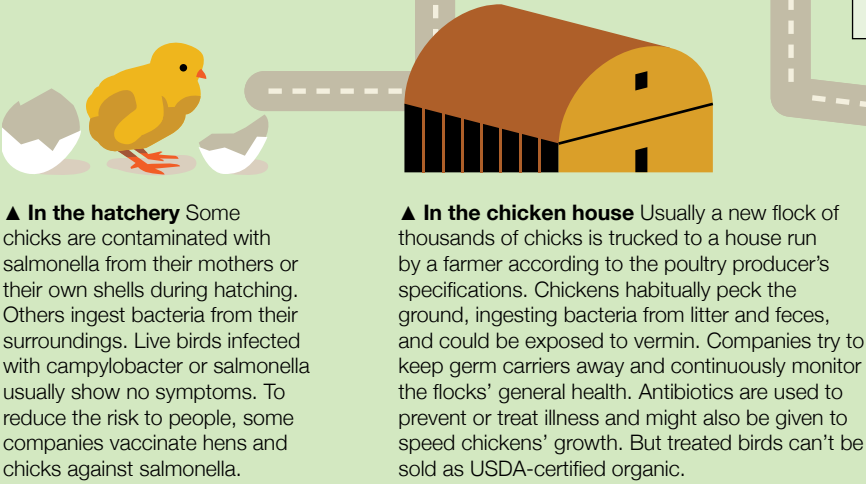 ▲ In the hatchery Some
chicks are contaminated with
salmonella from their mothers or
their own shells during hatching.
Others ingest bacteria from their
surroundings. Live birds infected
with campylobacter or salmonella
usually show no symptoms. To
reduce the risk to people, some
companies vaccinate hens and
chicks against salmonella.
▲ In the chicken house Usually a new flock of
thousands of chicks is trucked to a house run
by a farmer according to the poultry producer's
specifications. Chickens habitually peck the
ground, ingesting bacteria from litter and feces,
and could be exposed to vermin. Companies try to
keep germ carriers away and continuously monitor
the flocks' general health. Antibiotics are used to
prevent or treat illness and might also be given to
speed chickens' growth. But treated birds can't be
sold as USDA-certified organic.